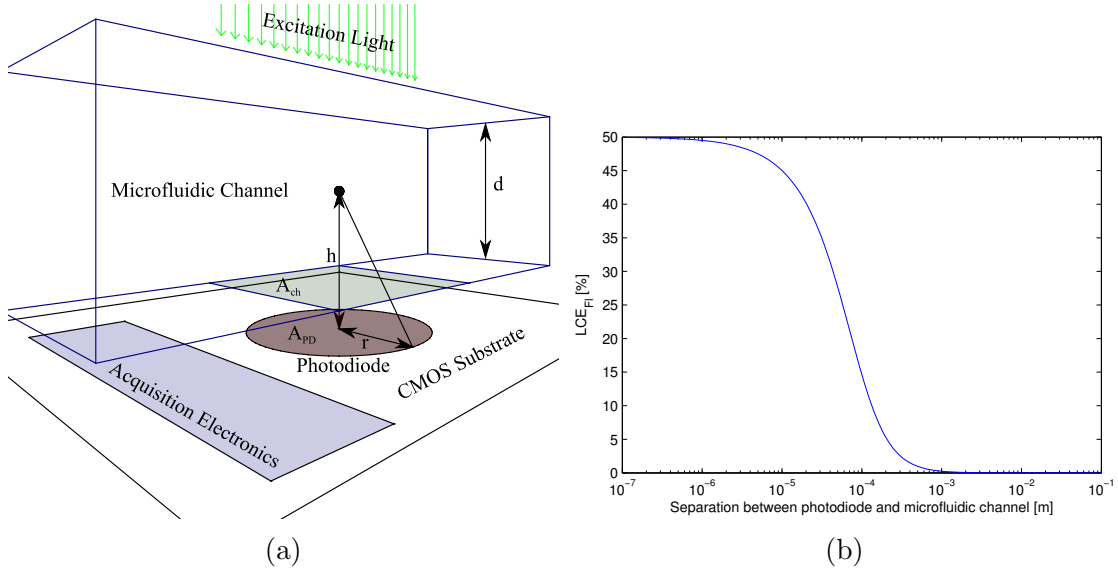 Excitation Light
Microfluidic Channel
d
h
A_ch
A_PD
r
Photodiode
CMOS Substrate
Acquisition Electronics
(a)
LCE_Fl [%]
50
45
40
35
30
25
20
15
10
5
0
10^-7
10^-6
10^-5
10^-4
10^-3
10^-2
10^-1
Separation between photodiode and microfluidic channel [m]
(b)